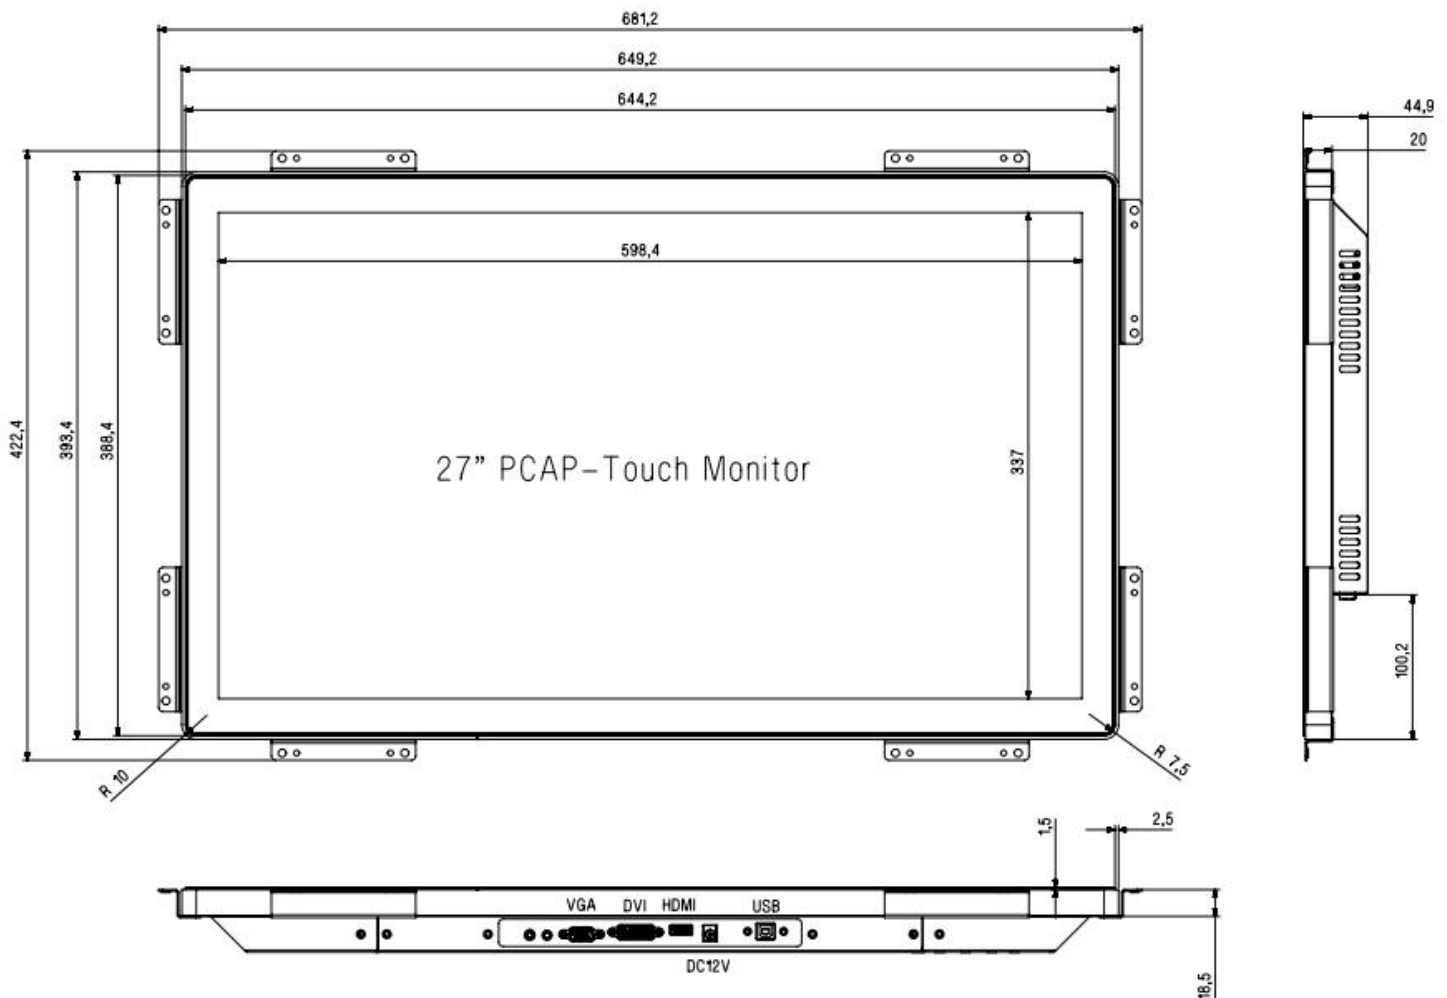 681,2
649,2
644,2
44,9
20
598,4
422,4
393,4
388,4
27” PCAP-Touch Monitor
337
100,2
R 10
R 7,5
1,5
2,5
VGA DVI HDMI USB
DC12V
18,5